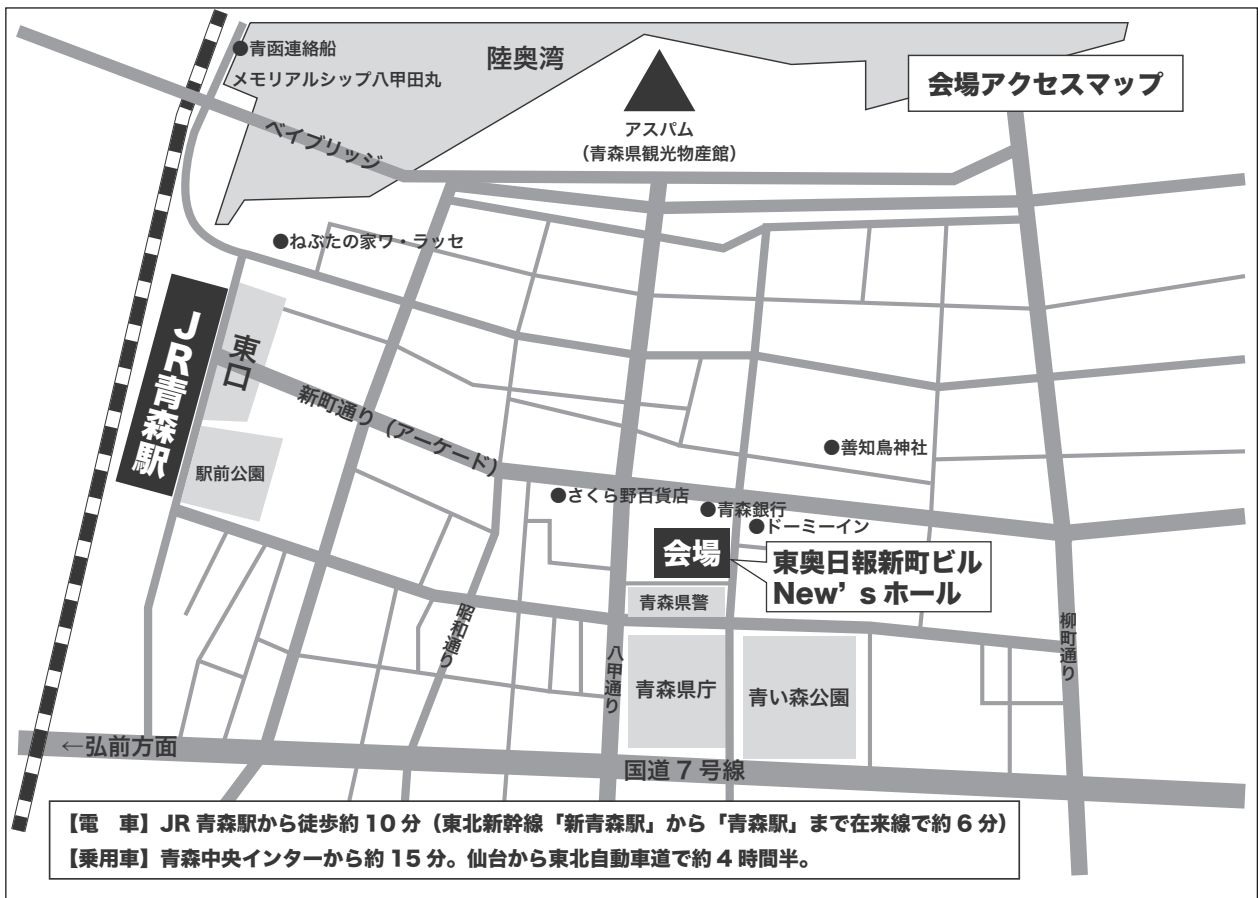 ●青函連絡船
メモリアルシップ八甲田丸
陸奥湾
会場アクセスマップ
アスパム
（青森県観光物産館）
ベイブリッジ
●ねぶたの家ワ・ラッセ
JR青森駅
東口
新町通り（アーケード）
駅前公園
●善知鳥神社
●さくら野百貨店
●青森銀行
●ドーミーイン
会場
東奥日報新町ビル
New’sホール
青森県警
昭和通り
八甲通り
柳町通り
青森県庁
青い森公園
←弘前方面
国道7号線
【電　車】JR青森駅から徒歩約10分（東北新幹線「新青森駅」から「青森駅」まで在来線で約6分）
【乗用車】青森中央インターから約15分。仙台から東北自動車道で約4時間半。